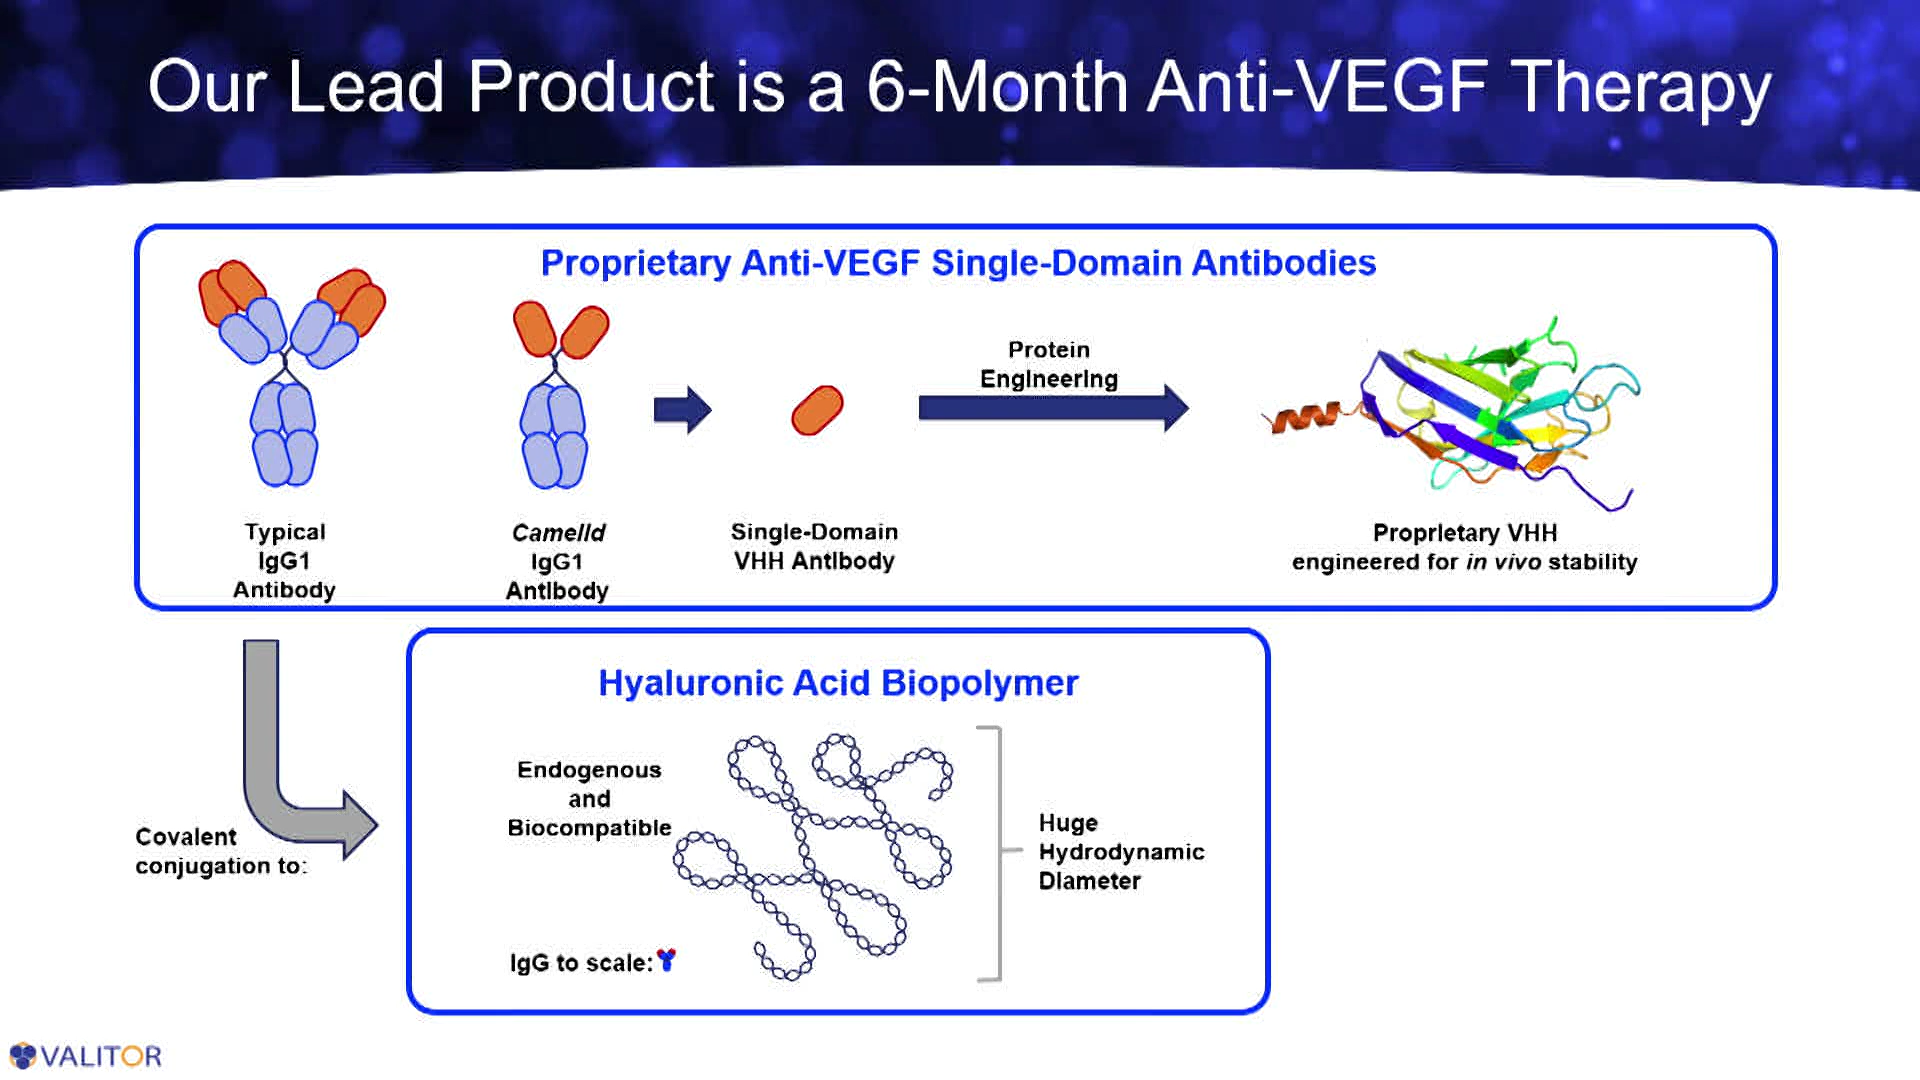 Our Lead Product is a 6-Month Anti-VEGF Therapy
Proprietary Anti-VEGF Single-Domain Antibodies
Protein
Engineering
Typical
IgG1
Antibody
Camelid
IgG1
Antibody
Single-Domain
VHH Antibody
Proprietary VHH
engineered for in vivo stability
Hyaluronic Acid Biopolymer
Endogenous
and
Biocompatible
Huge
Hydrodynamic
Diameter
Covalent
conjugation to:
IgG to scale:
VALITOR